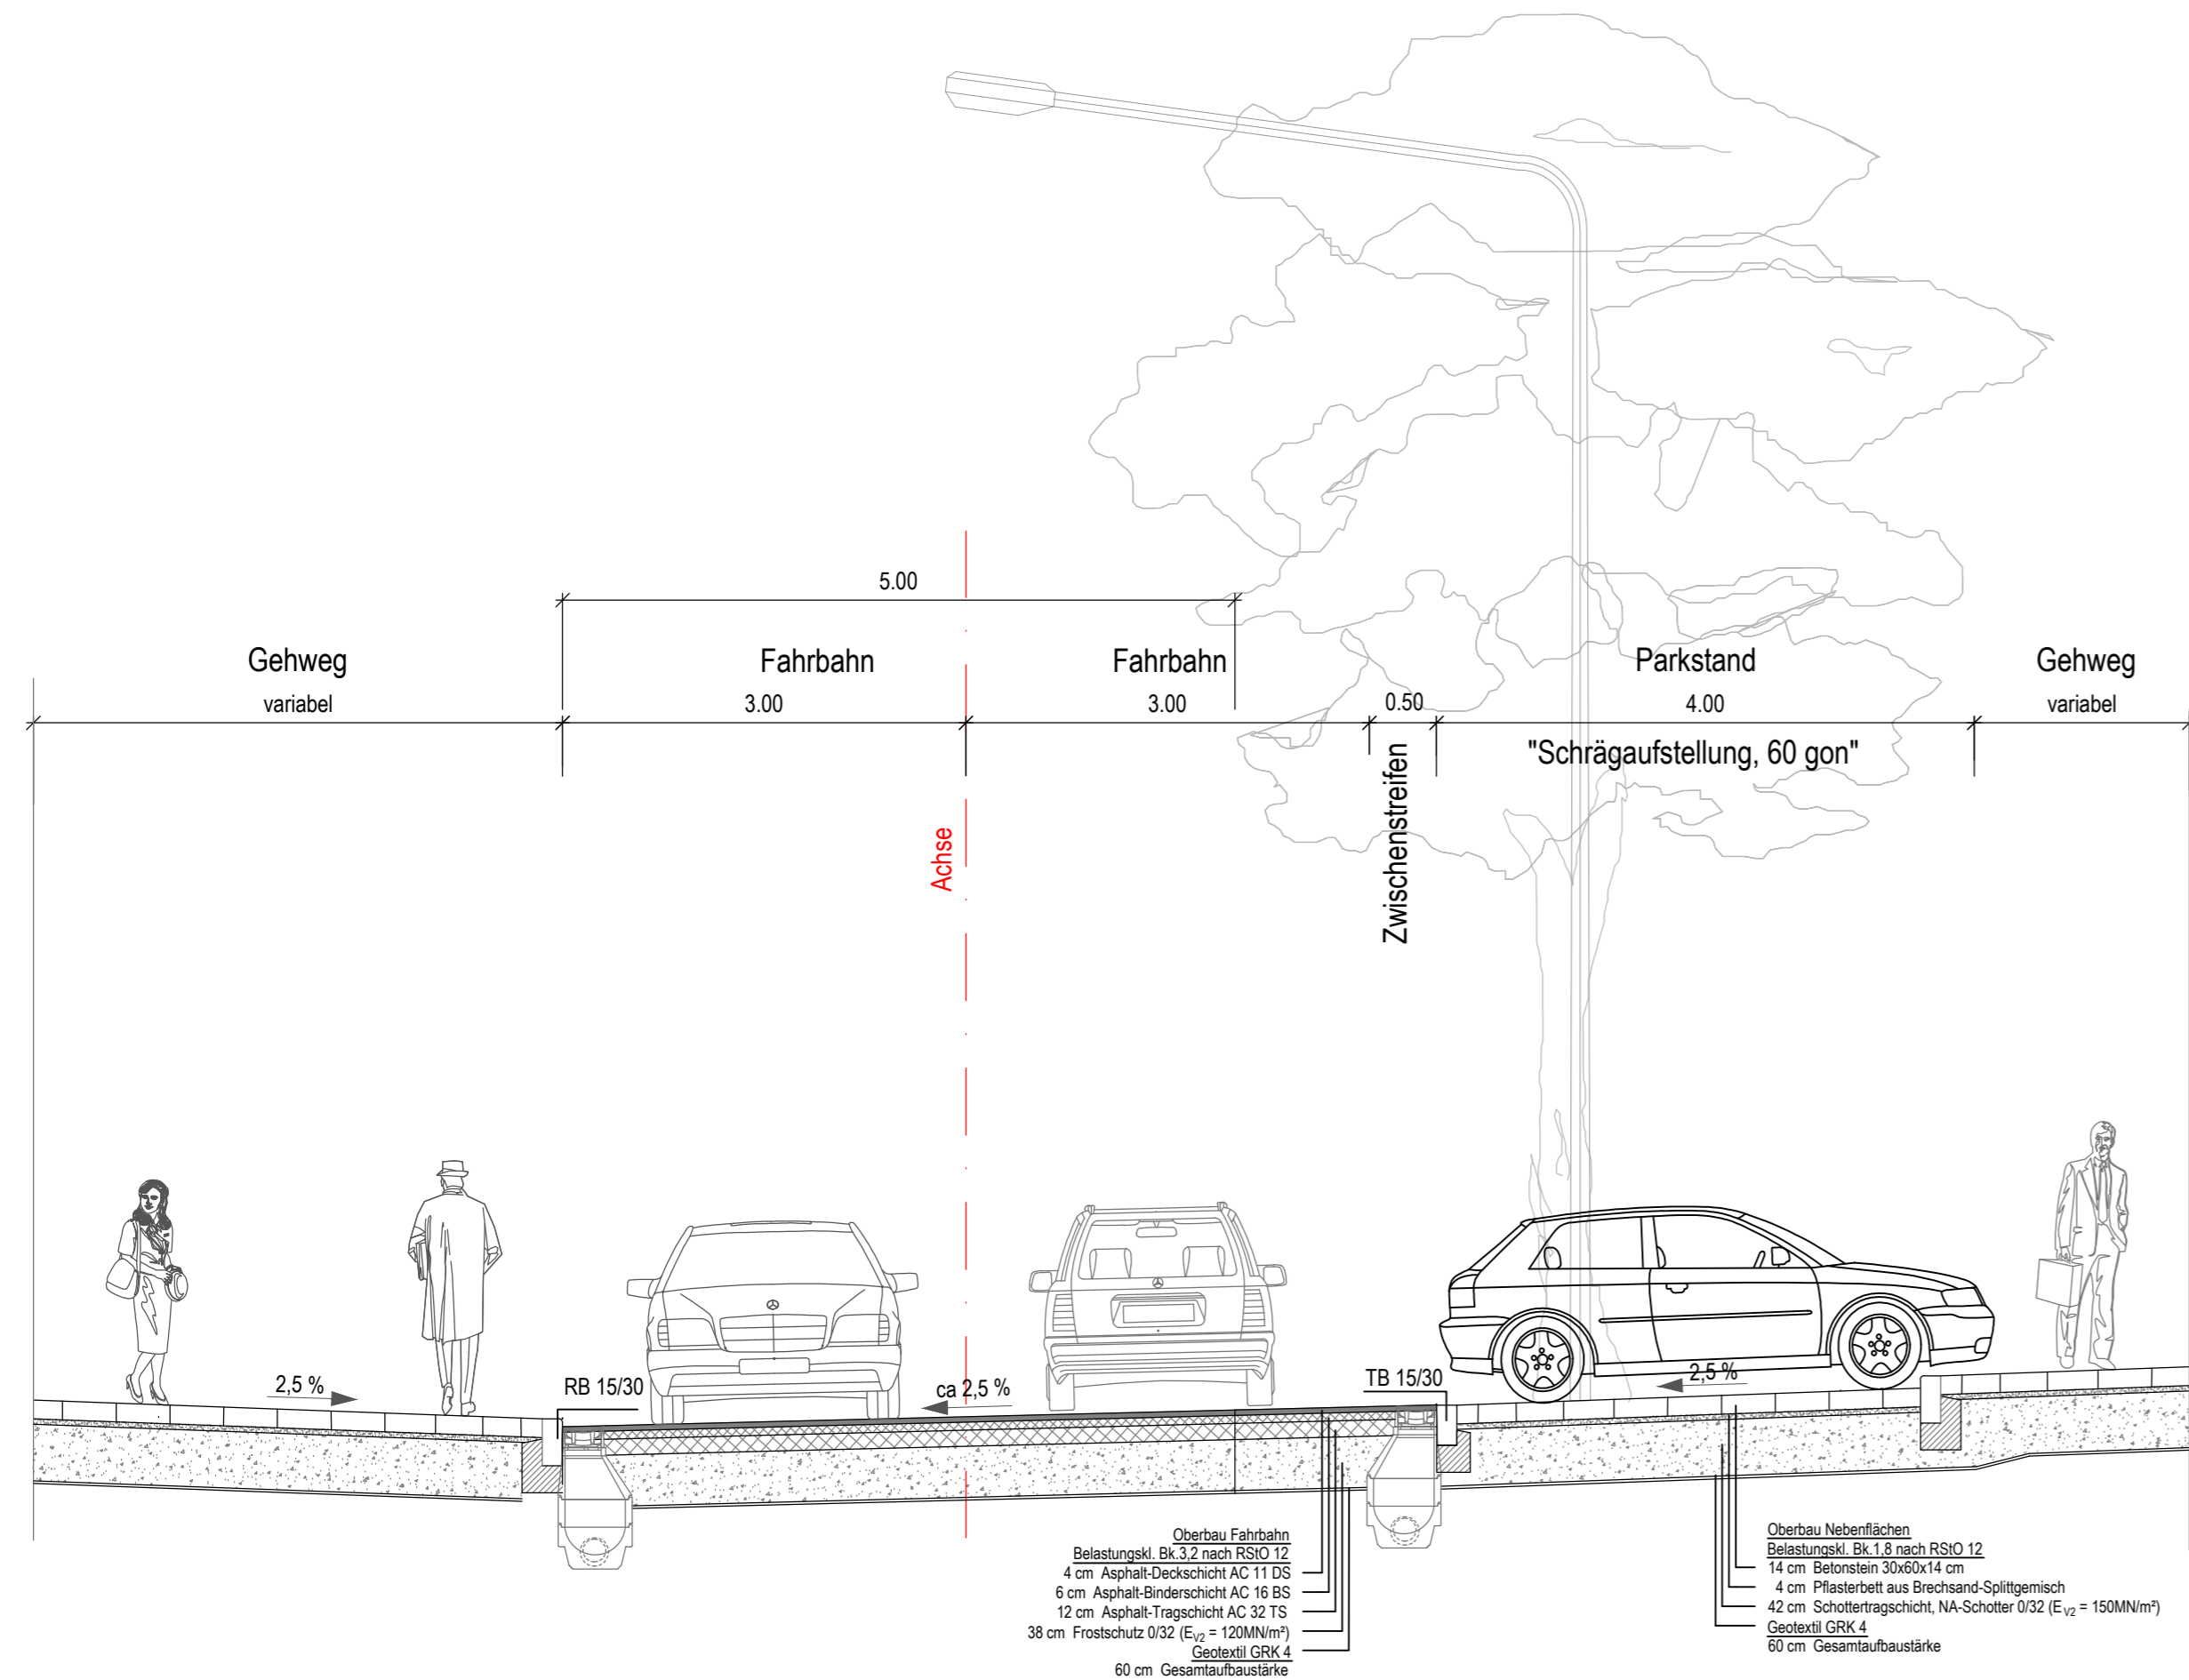 5.00
Gehweg
Fahrbahn
Fahrbahn
Parkstand
Gehweg
variabel
3.00
3.00
0.50
4.00
variabel
"Schrägaufstellung, 60 gon"
Zwischenstreifen
Achse
2,5 %
RB 15/30
ca 2,5 %
TB 15/30
2,5 %
Oberbau Fahrbahn
Belastungskl. Bk.3,2 nach RStO 12
4 cm Asphalt-Deckschicht AC 11 DS
6 cm Asphalt-Binderschicht AC 16 BS
12 cm Asphalt-Tragschicht AC 32 TS
38 cm Frostschutz 0/32 (EV2 = 120MN/m²)
Geotextil GRK 4
60 cm Gesamtaufbaustärke
Oberbau Nebenflächen
Belastungskl. Bk.1,8 nach RStO 12
14 cm Betonstein 30x60x14 cm
4 cm Pflasterbett aus Brechsand-Splittgemisch
42 cm Schottertragschicht, NA-Schotter 0/32 (EV2 = 150MN/m²)
Geotextil GRK 4
60 cm Gesamtaufbaustärke